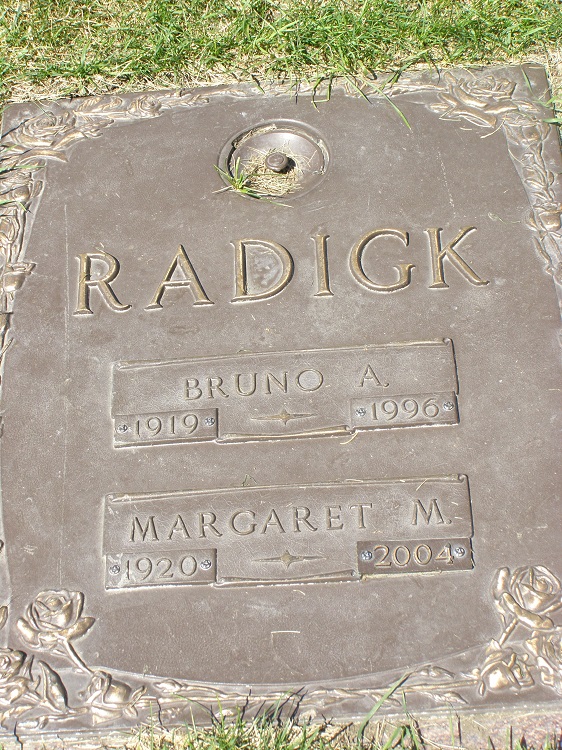 RADIGK
BRUNO A.
1919 1996
MARGARET M.
1920 2004